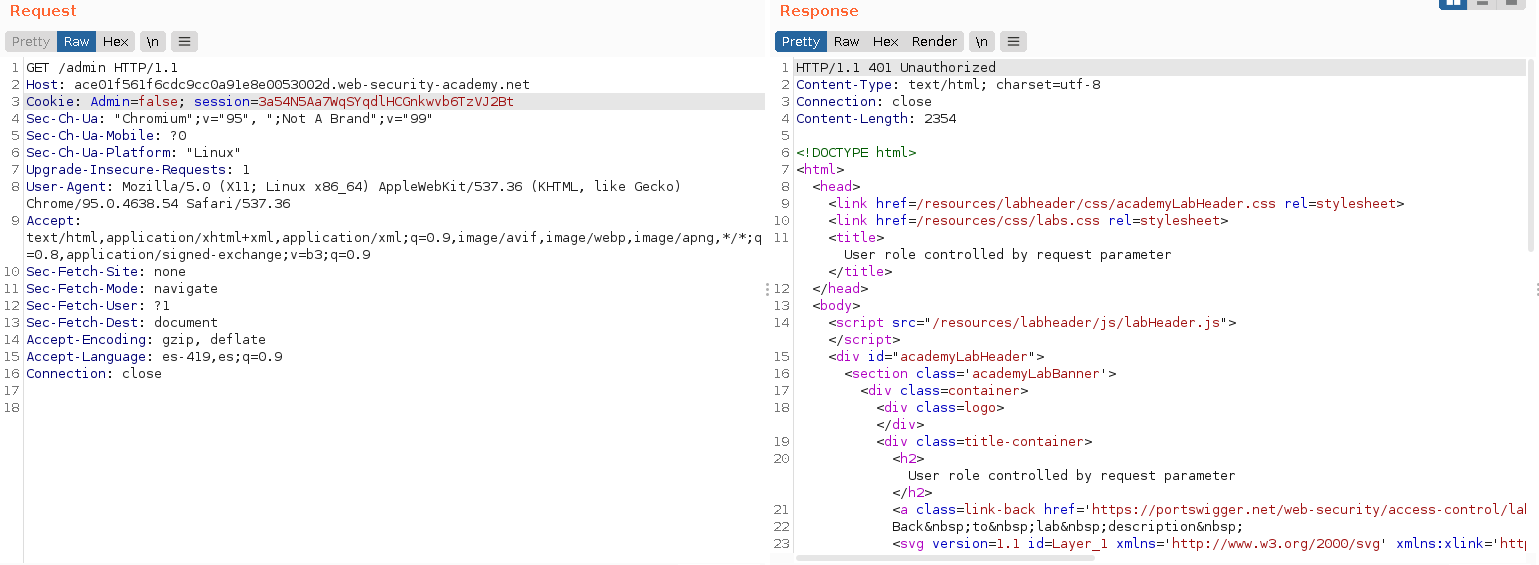 Request
Pretty Raw Hex \n
1 GET /admin HTTP/1.1
2 Host: ace01f561f6cdc9cc0a91e8e0053002d.web-security-academy.net
3 Cookie: Admin=false; session=3a54N5Aa7WqSYqdlHCGnkwvb6TzVJ2Bt
4 Sec-Ch-Ua: "Chromium";v="95", ";Not A Brand";v="99"
5 Sec-Ch-Ua-Mobile: ?0
6 Sec-Ch-Ua-Platform: "Linux"
7 Upgrade-Insecure-Requests: 1
8 User-Agent: Mozilla/5.0 (X11; Linux x86_64) AppleWebKit/537.36 (KHTML, like Gecko)
Chrome/95.0.4638.54 Safari/537.36
9 Accept:
text/html,application/xhtml+xml,application/xml;q=0.9,image/avif,image/webp,image/apng,*/*;q
=0.8,application/signed-exchange;v=b3;q=0.9
10 Sec-Fetch-Site: none
11 Sec-Fetch-Mode: navigate
12 Sec-Fetch-User: ?1
13 Sec-Fetch-Dest: document
14 Accept-Encoding: gzip, deflate
15 Accept-Language: es-419,es;q=0.9
16 Connection: close
17
18
Response
Pretty Raw Hex Render \n
1 HTTP/1.1 401 Unauthorized
2 Content-Type: text/html; charset=utf-8
3 Connection: close
4 Content-Length: 2354
5
6 <!DOCTYPE html>
7 <html>
8 <head>
9 <link href=/resources/labheader/css/academyLabHeader.css rel=stylesheet>
10 <link href=/resources/css/labs.css rel=stylesheet>
11 <title>
User role controlled by request parameter
</title>
12 </head>
13 <body>
14 <script src="/resources/labheader/js/labHeader.js">
</script>
15 <div id="academyLabHeader">
16 <section class='academyLabBanner'>
17 <div class=container>
18 <div class=logo>
</div>
19 <div class=title-container>
20 <h2>
User role controlled by request parameter
</h2>
21 <a class=link-back href='https://portswigger.net/web-security/access-control/lab
22 Back&nbsp;to&nbsp;lab&nbsp;description&nbsp;
23 <svg version=1.1 id=Layer_1 xmlns='http://www.w3.org/2000/svg' xmlns:xlink='http